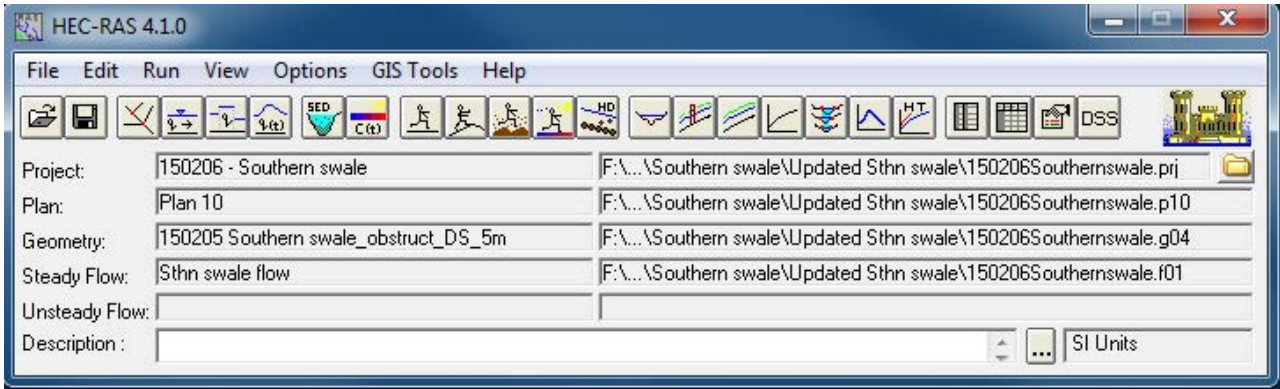 HEC-RAS 4.1.0
File Edit Run View Options GIS Tools Help
SED C(t) q(t) HD HT DSS
Project: 150206 - Southern swale F:\...\Southern swale\Updated Sthn swale\150206Southernswale.prj
Plan: Plan 10 F:\...\Southern swale\Updated Sthn swale\150206Southernswale.p10
Geometry: 150205 Southern swale_obstruct_DS_5m F:\...\Southern swale\Updated Sthn swale\150206Southernswale.g04
Steady Flow: Sthn swale flow F:\...\Southern swale\Updated Sthn swale\150206Southernswale.f01
Unsteady Flow:
Description : ... SI Units